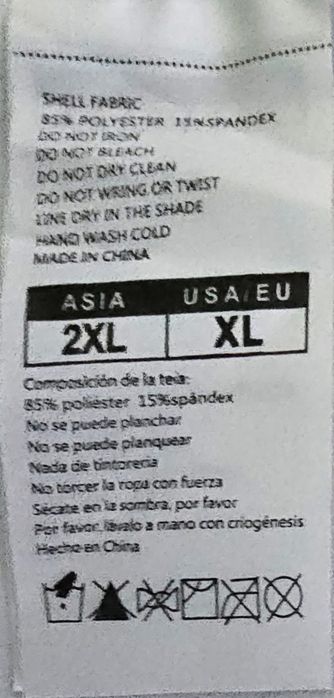 SHELL FABRIC
85% POLYESTER 15%SPANDEX
DO NOT IRON
DO NOT BLEACH
DO NOT DRY CLEAN
DO NOT WRING OR TWIST
LINE DRY IN THE SHADE
HAND WASH COLD
MADE IN CHINA
ASIA USA/EU
2XL XL
Composición de la tela:
85% poliéster 15%spándex
No se puede planchar
No se puede planquear
Nada de tintorería
No torcer la ropa con fuerza
Sécate en la sombra, por favor
Por favor, lávalo a mano con criogénesis
Hecho en China